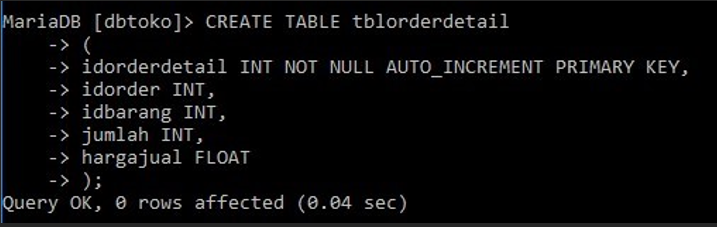 MariaDB [dbtoko]> CREATE TABLE tblorderdetail
    -> (
    -> idorderdetail INT NOT NULL AUTO_INCREMENT PRIMARY KEY,
    -> idorder INT,
    -> idbarang INT,
    -> jumlah INT,
    -> hargajual FLOAT
    -> );
Query OK, 0 rows affected (0.04 sec)